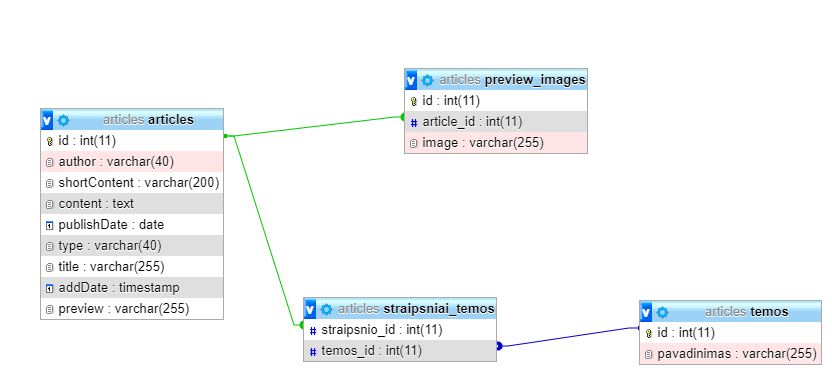 articles preview_images
id : int(11)
article_id : int(11)
image : varchar(255)
articles articles
id : int(11)
author : varchar(40)
shortContent : varchar(200)
content : text
publishDate : date
type : varchar(40)
title : varchar(255)
addDate : timestamp
preview : varchar(255)
articles straipsniai_temos
straipsnio_id : int(11)
temos_id : int(11)
articles temos
id : int(11)
pavadinimas : varchar(255)